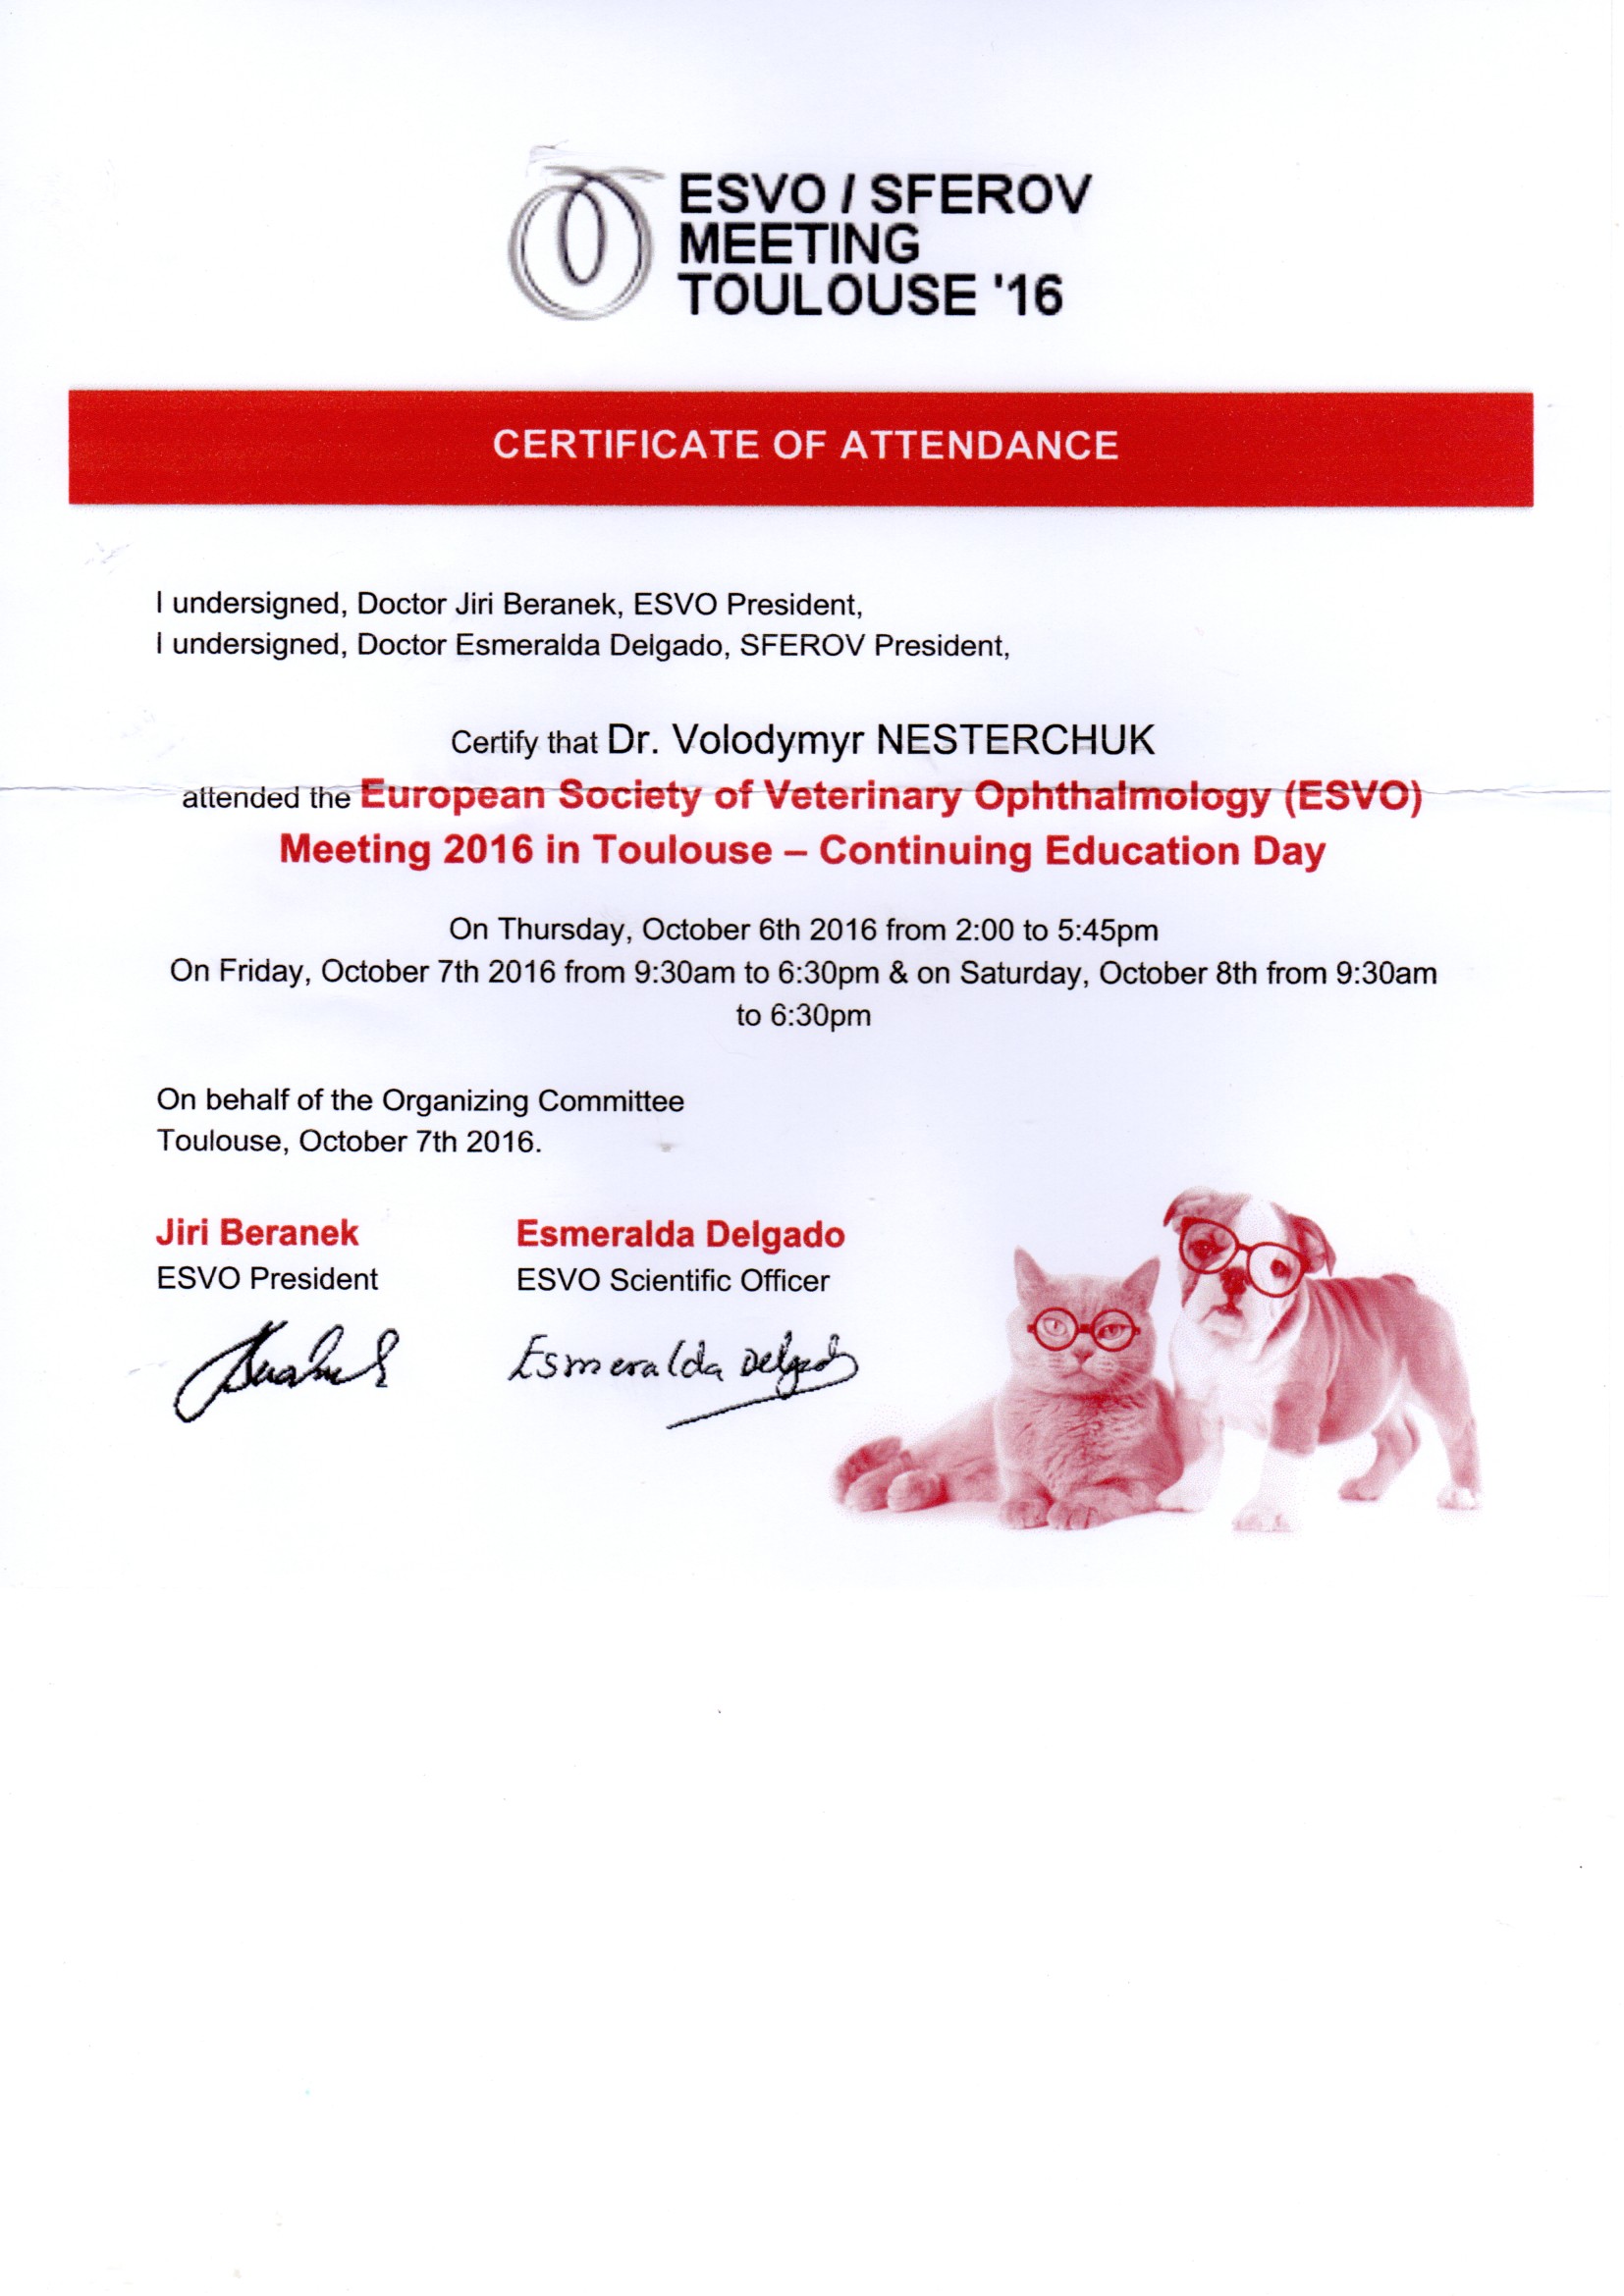 ESVO / SFEROV
MEETING
TOULOUSE '16
CERTIFICATE OF ATTENDANCE
I undersigned, Doctor Jiri Beranek, ESVO President,
I undersigned, Doctor Esmeralda Delgado, SFEROV President,
Certify that Dr. Volodymyr NESTERCHUK
attended the European Society of Veterinary Ophthalmology (ESVO)
Meeting 2016 in Toulouse – Continuing Education Day
On Thursday, October 6th 2016 from 2:00 to 5:45pm
On Friday, October 7th 2016 from 9:30am to 6:30pm & on Saturday, October 8th from 9:30am
to 6:30pm
On behalf of the Organizing Committee
Toulouse, October 7th 2016.
Jiri Beranek
ESVO President
Esmeralda Delgado
ESVO Scientific Officer
Esmeralda Delgado